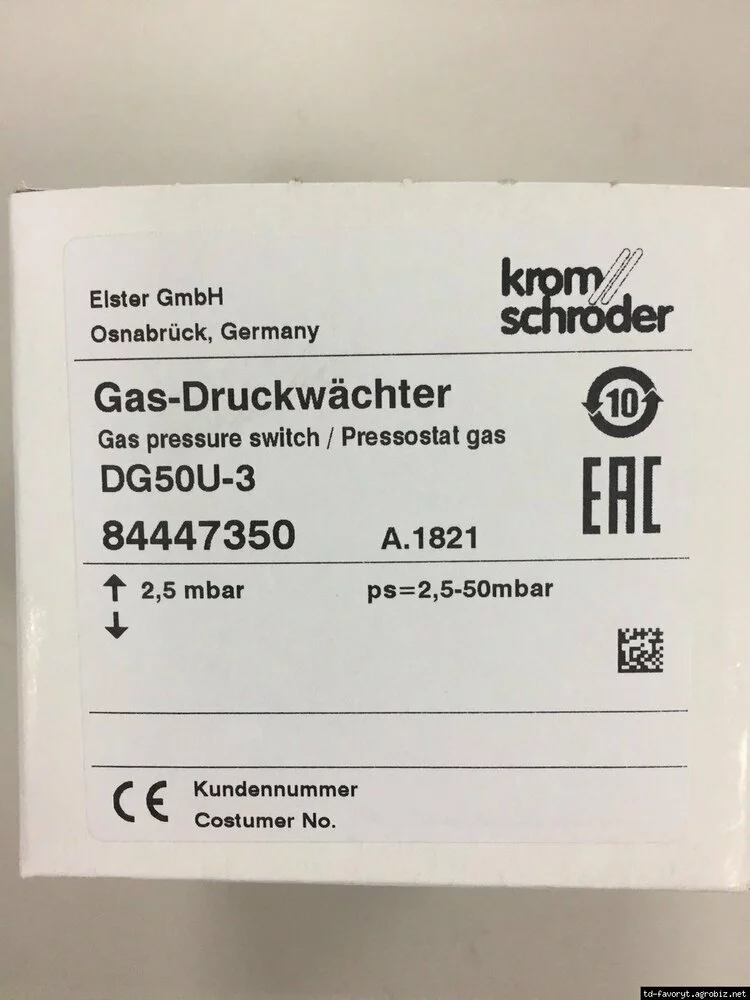 Elster GmbH
Osnabrück, Germany
krom
schröder
Gas-Druckwächter
Gas pressure switch / Pressostat gas
DG50U-3
84447350 A.1821
10
EAC
↑ 2,5 mbar ps=2,5-50mbar
↓
CE Kundennummer
Costumer No.
td-favoryt.agrobiz.net